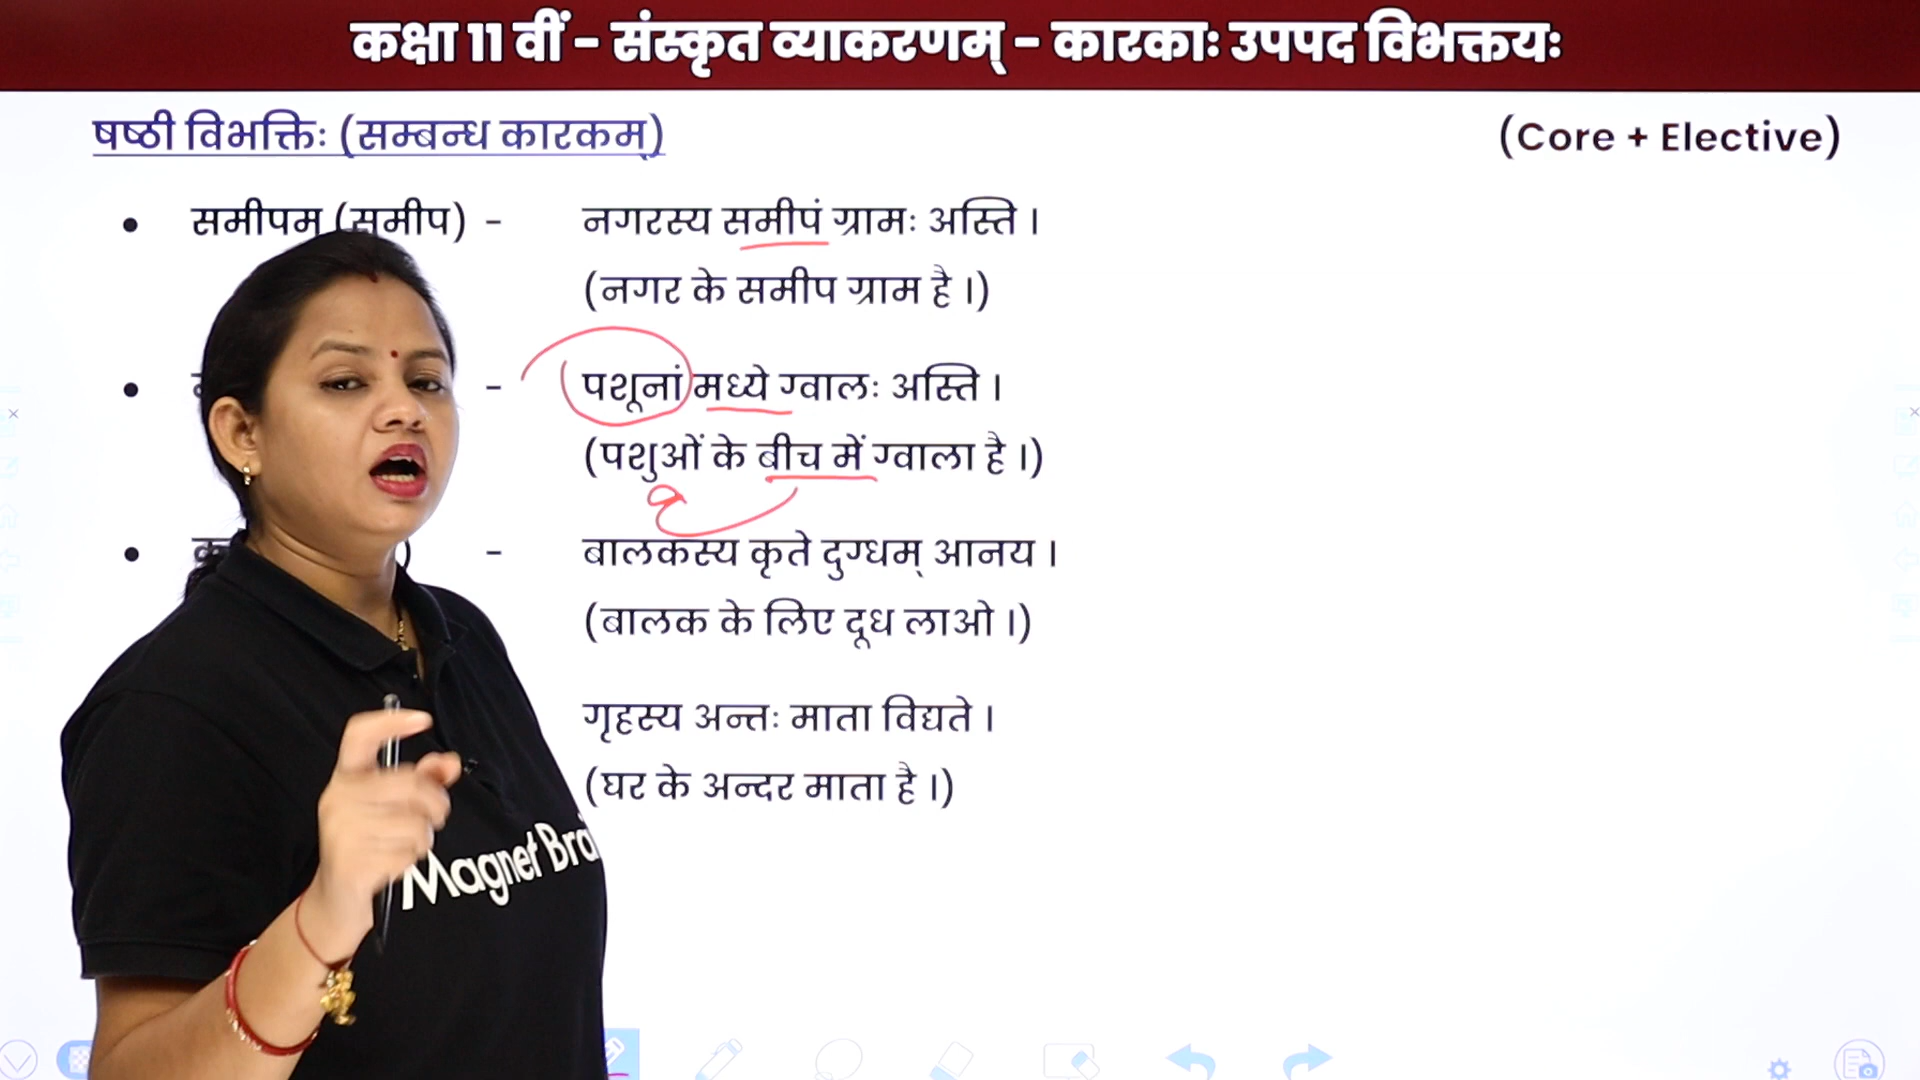 कक्षा 11 वीं - संस्कृत व्याकरणम् - कारकाः उपपद विभक्तयः
षष्ठी विभक्तिः (सम्बन्ध कारकम्)
(Core + Elective)
• समीपम् (समीप) - नगरस्य समीपं ग्रामः अस्ति ।
(नगर के समीप ग्राम है ।)
• - पशूनां मध्ये ग्वालः अस्ति ।
(पशुओं के बीच में ग्वाला है ।)
• - बालकस्य कृते दुग्धम् आनय ।
(बालक के लिए दूध लाओ ।)
गृहस्य अन्तः माता विद्यते ।
(घर के अन्दर माता है ।)
Magnet